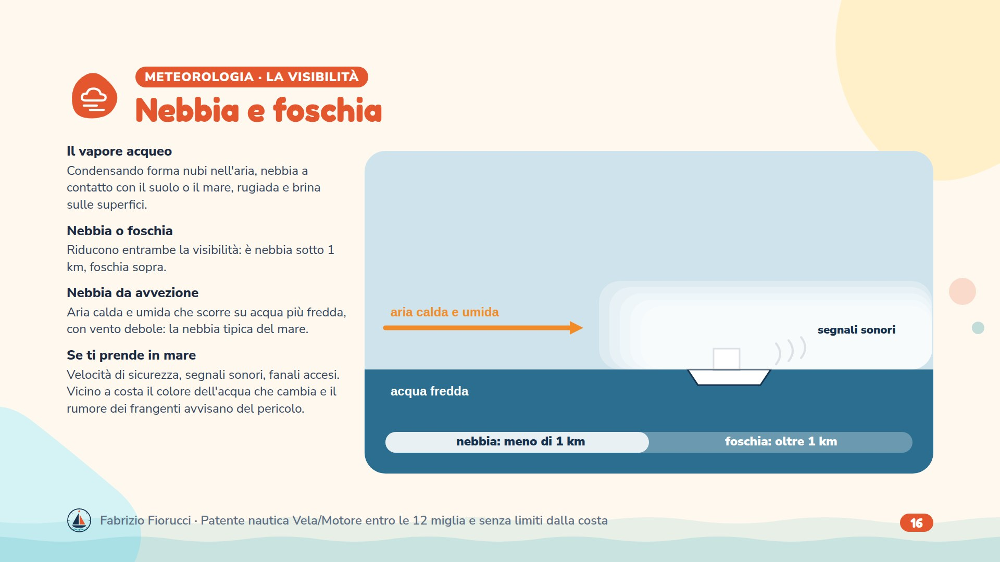 METEOROLOGIA · LA VISIBILITÀ
Nebbia e foschia
Il vapore acqueo
Condensando forma nubi nell'aria, nebbia a
contatto con il suolo o il mare, rugiada e brina
sulle superfici.
Nebbia o foschia
Riducono entrambe la visibilità: è nebbia sotto 1
km, foschia sopra.
Nebbia da avvezione
Aria calda e umida che scorre su acqua più fredda,
con vento debole: la nebbia tipica del mare.
Se ti prende in mare
Velocità di sicurezza, segnali sonori, fanali accesi.
Vicino a costa il colore dell'acqua che cambia e il
rumore dei frangenti avvisano del pericolo.
aria calda e umida
segnali sonori
acqua fredda
nebbia: meno di 1 km
foschia: oltre 1 km
Fabrizio Fiorucci · Patente nautica Vela/Motore entro le 12 miglia e senza limiti dalla costa
16